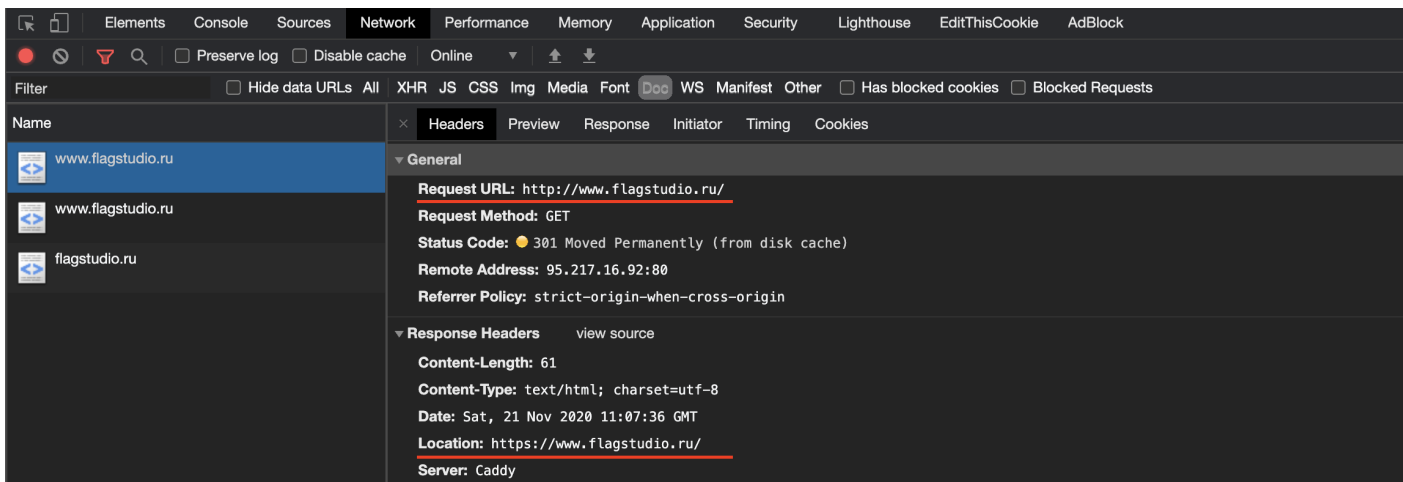 Elements Console Sources Network Performance Memory Application Security Lighthouse EditThisCookie AdBlock
Preserve log Disable cache Online
Filter Hide data URLs All XHR JS CSS Img Media Font Doc WS Manifest Other Has blocked cookies Blocked Requests
Name
Headers Preview Response Initiator Timing Cookies
www.flagstudio.ru
www.flagstudio.ru
flagstudio.ru
General
Request URL: http://www.flagstudio.ru/
Request Method: GET
Status Code: 301 Moved Permanently (from disk cache)
Remote Address: 95.217.16.92:80
Referrer Policy: strict-origin-when-cross-origin
Response Headers view source
Content-Length: 61
Content-Type: text/html; charset=utf-8
Date: Sat, 21 Nov 2020 11:07:36 GMT
Location: https://www.flagstudio.ru/
Server: Caddy